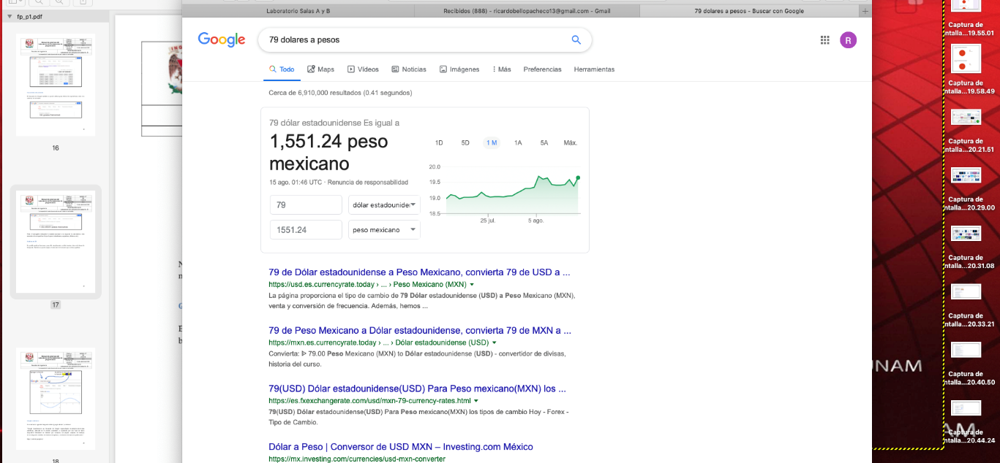 Laboratorio Salas A y B
Recibidos (888) - ricardobellopacheco13@gmail.com - Gmail
79 dolares a pesos - Buscar con Google
fp_p1.pdf
16
17
18
Google
79 dolares a pesos
R
Todo
Maps
Vídeos
Noticias
Imágenes
Más
Preferencias
Herramientas
Cerca de 6,910,000 resultados (0.41 segundos)
79 dólar estadounidense Es igual a
1,551.24 peso
mexicano
15 ago. 01:46 UTC · Renuncia de responsabilidad
79
dólar estadounide
1551.24
peso mexicano
1D 5D 1 M 1A 5A Máx.
20.0
19.5
19.0
18.5
25 jul. 5 ago.
79 de Dólar estadounidense a Peso Mexicano, convierta 79 de USD a ...
https://usd.es.currencyrate.today › ... › Peso Mexicano (MXN)
La página proporciona el tipo de cambio de 79 Dólar estadounidense (USD) a Peso Mexicano (MXN),
venta y conversión de frecuencia. Además, hemos ...
79 de Peso Mexicano a Dólar estadounidense, convierta 79 de MXN a ...
https://mxn.es.currencyrate.today › ... › Dólar estadounidense (USD)
Convierta: ᐈ 79.00 Peso Mexicano (MXN) to Dólar estadounidense (USD) - convertidor de divisas,
historia del curso.
79(USD) Dólar estadounidense(USD) Para Peso mexicano(MXN) los ...
https://es.fxexchangerate.com/usd/mxn-79-currency-rates.html
79(USD) Dólar estadounidense(USD) Para Peso mexicano(MXN) los tipos de cambio Hoy - Forex -
Tipo de Cambio.
Dólar a Peso | Conversor de USD MXN – Investing.com México
https://mx.investing.com/currencies/usd-mxn-converter
Captura de
ntalla...19.55.01
Captura de
ntalla...19.58.49
Captura de
ntalla...20.21.51
Captura de
ntalla...20.29.00
Captura de
ntalla...20.31.08
Captura de
ntalla...20.33.21
Captura de
ntalla...20.40.50
Captura de
ntalla...20.44.24
UNAM